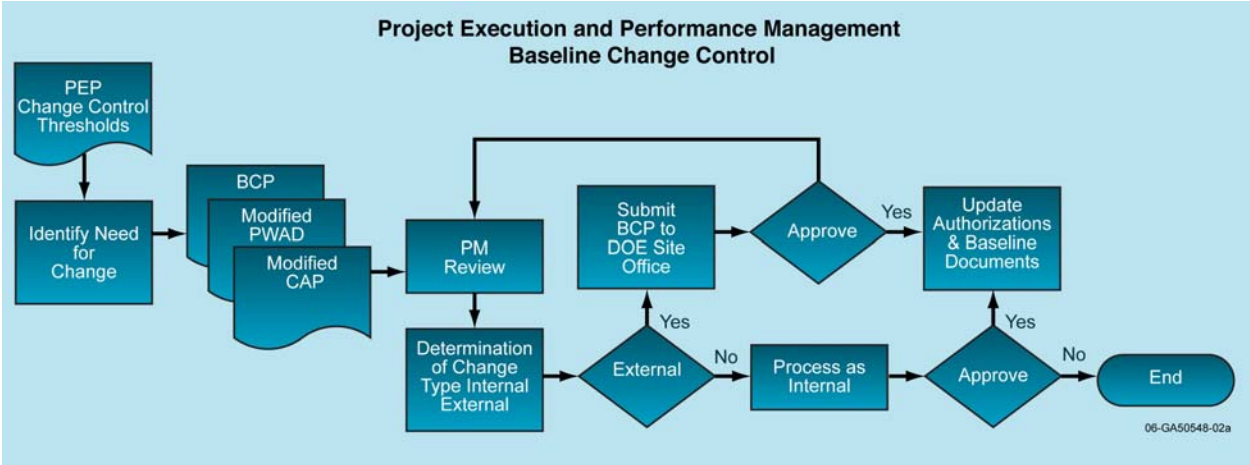 Project Execution and Performance Management
Baseline Change Control
PEP
Change Control
Thresholds
Identify Need
for
Change
BCP
Modified
PWAD
Modified
CAP
PM
Review
Determination
of Change
Type Internal
External
External
Yes
No
Submit
BCP to
DOE Site
Office
Approve
Yes
Update
Authorizations
& Baseline
Documents
Process as
Internal
Approve
Yes
No
End
06-GA50548-02a